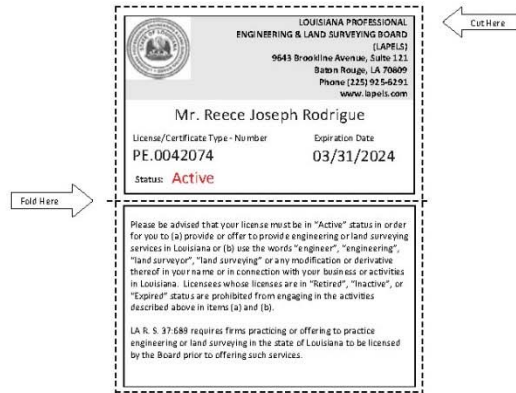 LOUISIANA PROFESSIONAL
ENGINEERING & LAND SURVEYING BOARD
(LAPELS)
9643 Brookline Avenue, Suite 121
Baton Rouge, LA 70809
Phone (225) 925-6291
www.lapels.com
Cut Here
Mr. Reece Joseph Rodrigue
License/Certificate Type - Number Expiration Date
PE.0042074 03/31/2024
Status: Active
Fold Here
Please be advised that your license must be in "Active" status in order
for you to (a) provide or offer to provide engineering or land surveying
services in Louisiana or (b) use the words "engineer", "engineering",
"land surveyor", "land surveying" or any modification or derivative
thereof in your name or in connection with your business or activities
in Louisiana. Licensees whose licenses are in "Retired", "Inactive", or
"Expired" status are prohibited from engaging in the activities
described above in items (a) and (b).
LA R. S. 37:689 requires firms practicing or offering to practice
engineering or land surveying in the state of Louisiana to be licensed
by the Board prior to offering such services.